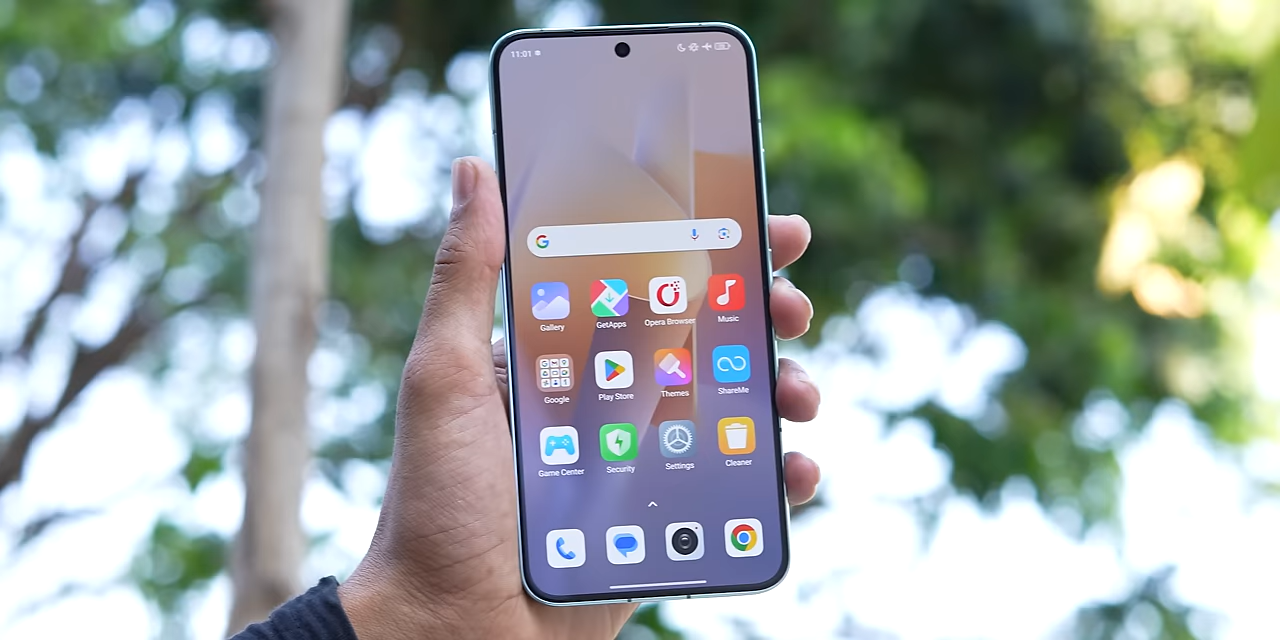 11:01
Gallery GetApps Opera Browser Music
Google Play Store Themes ShareMe
Game Center Security Settings Cleaner